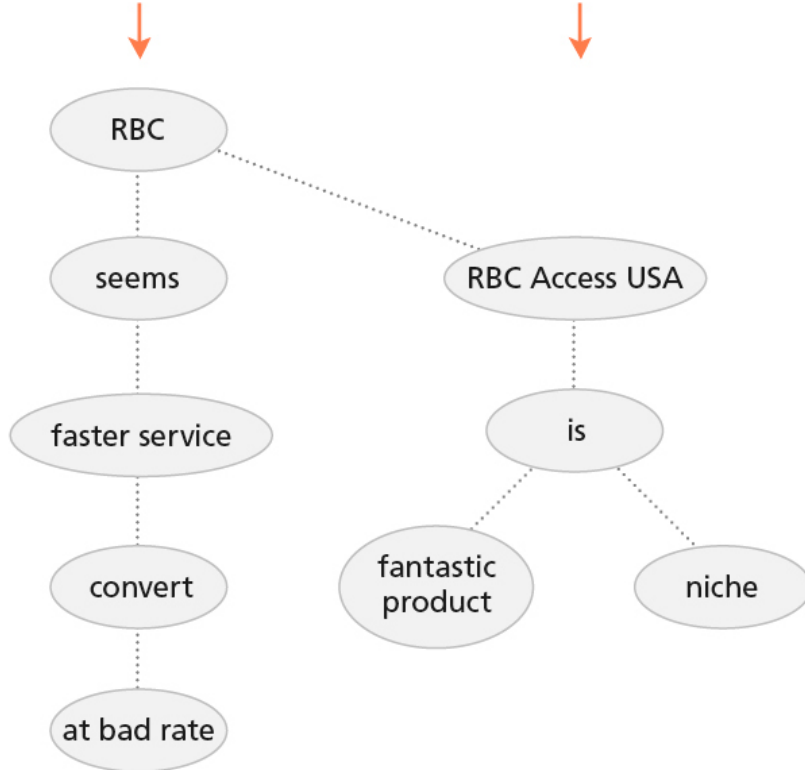 RBC
seems
RBC Access USA
faster service
is
convert
fantastic
product
niche
at bad rate